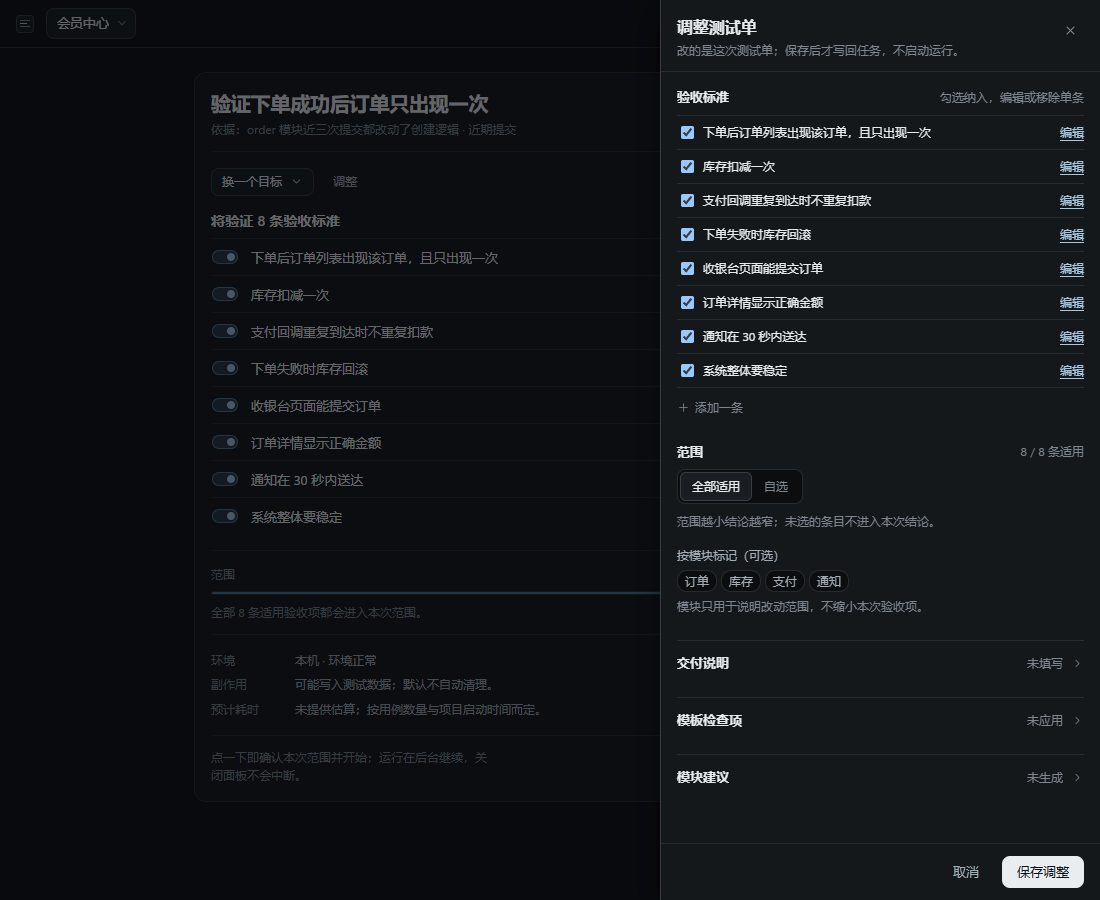 会员中心
验证下单成功后订单只出现一次
依据：order 模块近三次提交都改动了创建逻辑 · 近期提交
换一个目标
调整
将验证 8 条验收标准
下单后订单列表出现该订单，且只出现一次
库存扣减一次
支付回调重复到达时不重复扣款
下单失败时库存回滚
收银台页面能提交订单
订单详情显示正确金额
通知在 30 秒内送达
系统整体要稳定
范围
全部 8 条适用验收项都会进入本次范围。
环境 本机 · 环境正常
副作用 可能写入测试数据；默认不自动清理。
预计耗时 未提供估算；按用例数量与项目启动时间而定。
点一下即确认本次范围并开始；运行在后台继续，关
闭面板不会中断。
调整测试单
改的是这次测试单；保存后才写回任务，不启动运行。
验收标准 勾选纳入，编辑或移除单条
下单后订单列表出现该订单，且只出现一次 编辑
库存扣减一次 编辑
支付回调重复到达时不重复扣款 编辑
下单失败时库存回滚 编辑
收银台页面能提交订单 编辑
订单详情显示正确金额 编辑
通知在 30 秒内送达 编辑
系统整体要稳定 编辑
添加一条
范围 8 / 8 条适用
全部适用 自选
范围越小结论越窄；未选的条目不进入本次结论。
按模块标记（可选）
订单 库存 支付 通知
模块只用于说明改动范围，不缩小本次验收项。
交付说明 未填写
模板检查项 未应用
模块建议 未生成
取消 保存调整